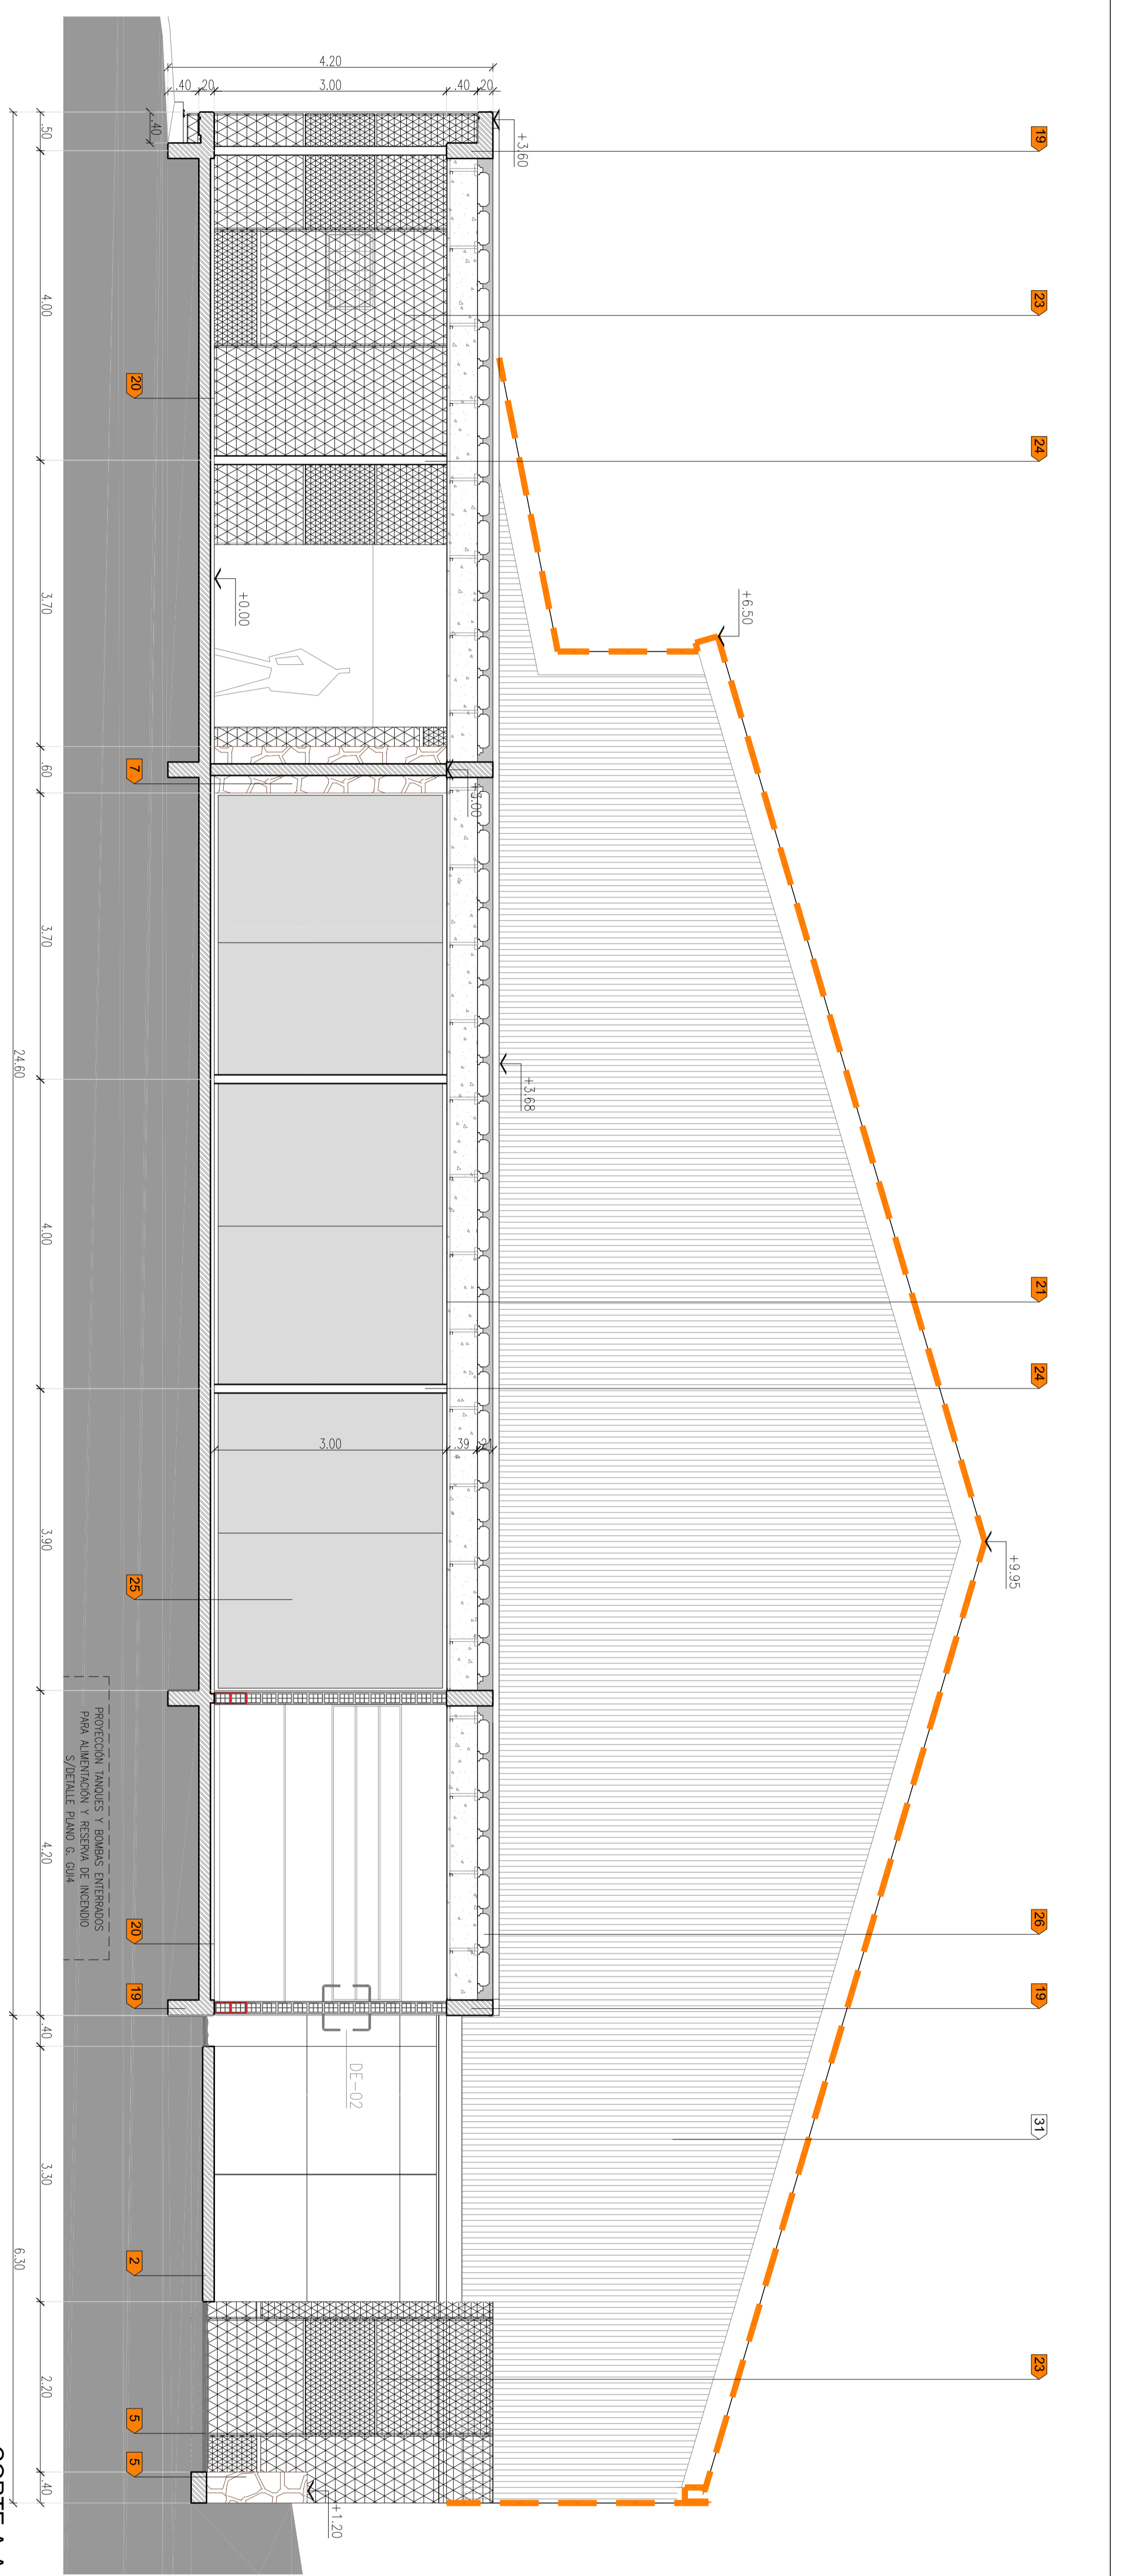 19 23 24 21 24 26 19 31 23
+9.95
+6.50
+3.60
+3.68
+3.00
+0.00
+1.20
4.20
.20
.40
3.00
.20
.40
.40
.21
.39
3.00
DE-02
20 7 25 20 19 2 5 5
PROYECCIÓN TANQUES Y BOMBAS ENTERRADOS
PARA ALIMENTACIÓN Y RESERVA DE INCENDIO
S/DETALLE PLANO G. GUI4
.50 4.00 3.70 .60 3.70 4.00 3.90 4.20 .40 3.30 2.20 .40
24.60 6.30